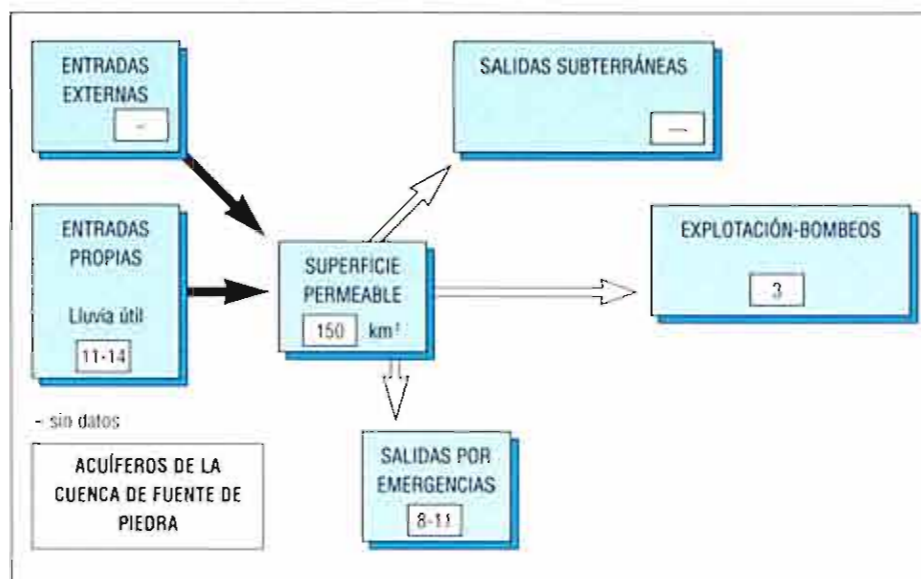 ENTRADAS
EXTERNAS
-
SALIDAS SUBTERRÁNEAS
—
ENTRADAS
PROPIAS
Lluvia útil
11-14
SUPERFICIE
PERMEABLE
150 km²
EXPLOTACIÓN-BOMBEOS
3
- sin datos
ACUÍFEROS DE LA
CUENCA DE FUENTE DE
PIEDRA
SALIDAS POR
EMERGENCIAS
8-11